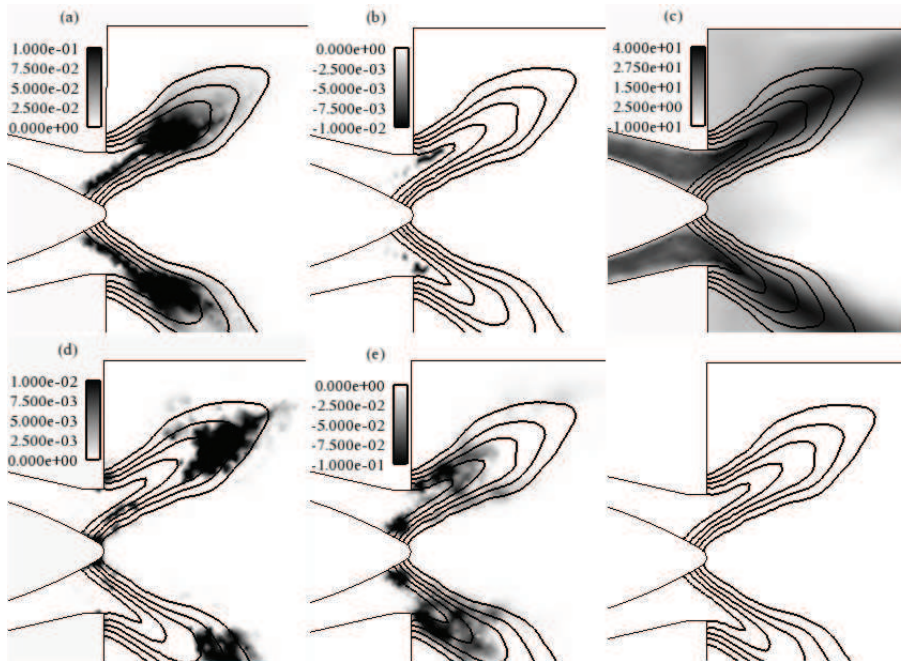 (a)
1.000e-01
7.500e-02
5.000e-02
2.500e-02
0.000e+00
(b)
0.000e+00
-2.500e-03
-5.000e-03
-7.500e-03
-1.000e-02
(c)
4.000e+01
2.750e+01
1.500e+01
2.500e+00
1.000e+01
(d)
1.000e-02
7.500e-03
5.000e-03
2.500e-03
0.000e+00
(e)
0.000e+00
-2.500e-02
-5.000e-02
-7.500e-02
-1.000e-01